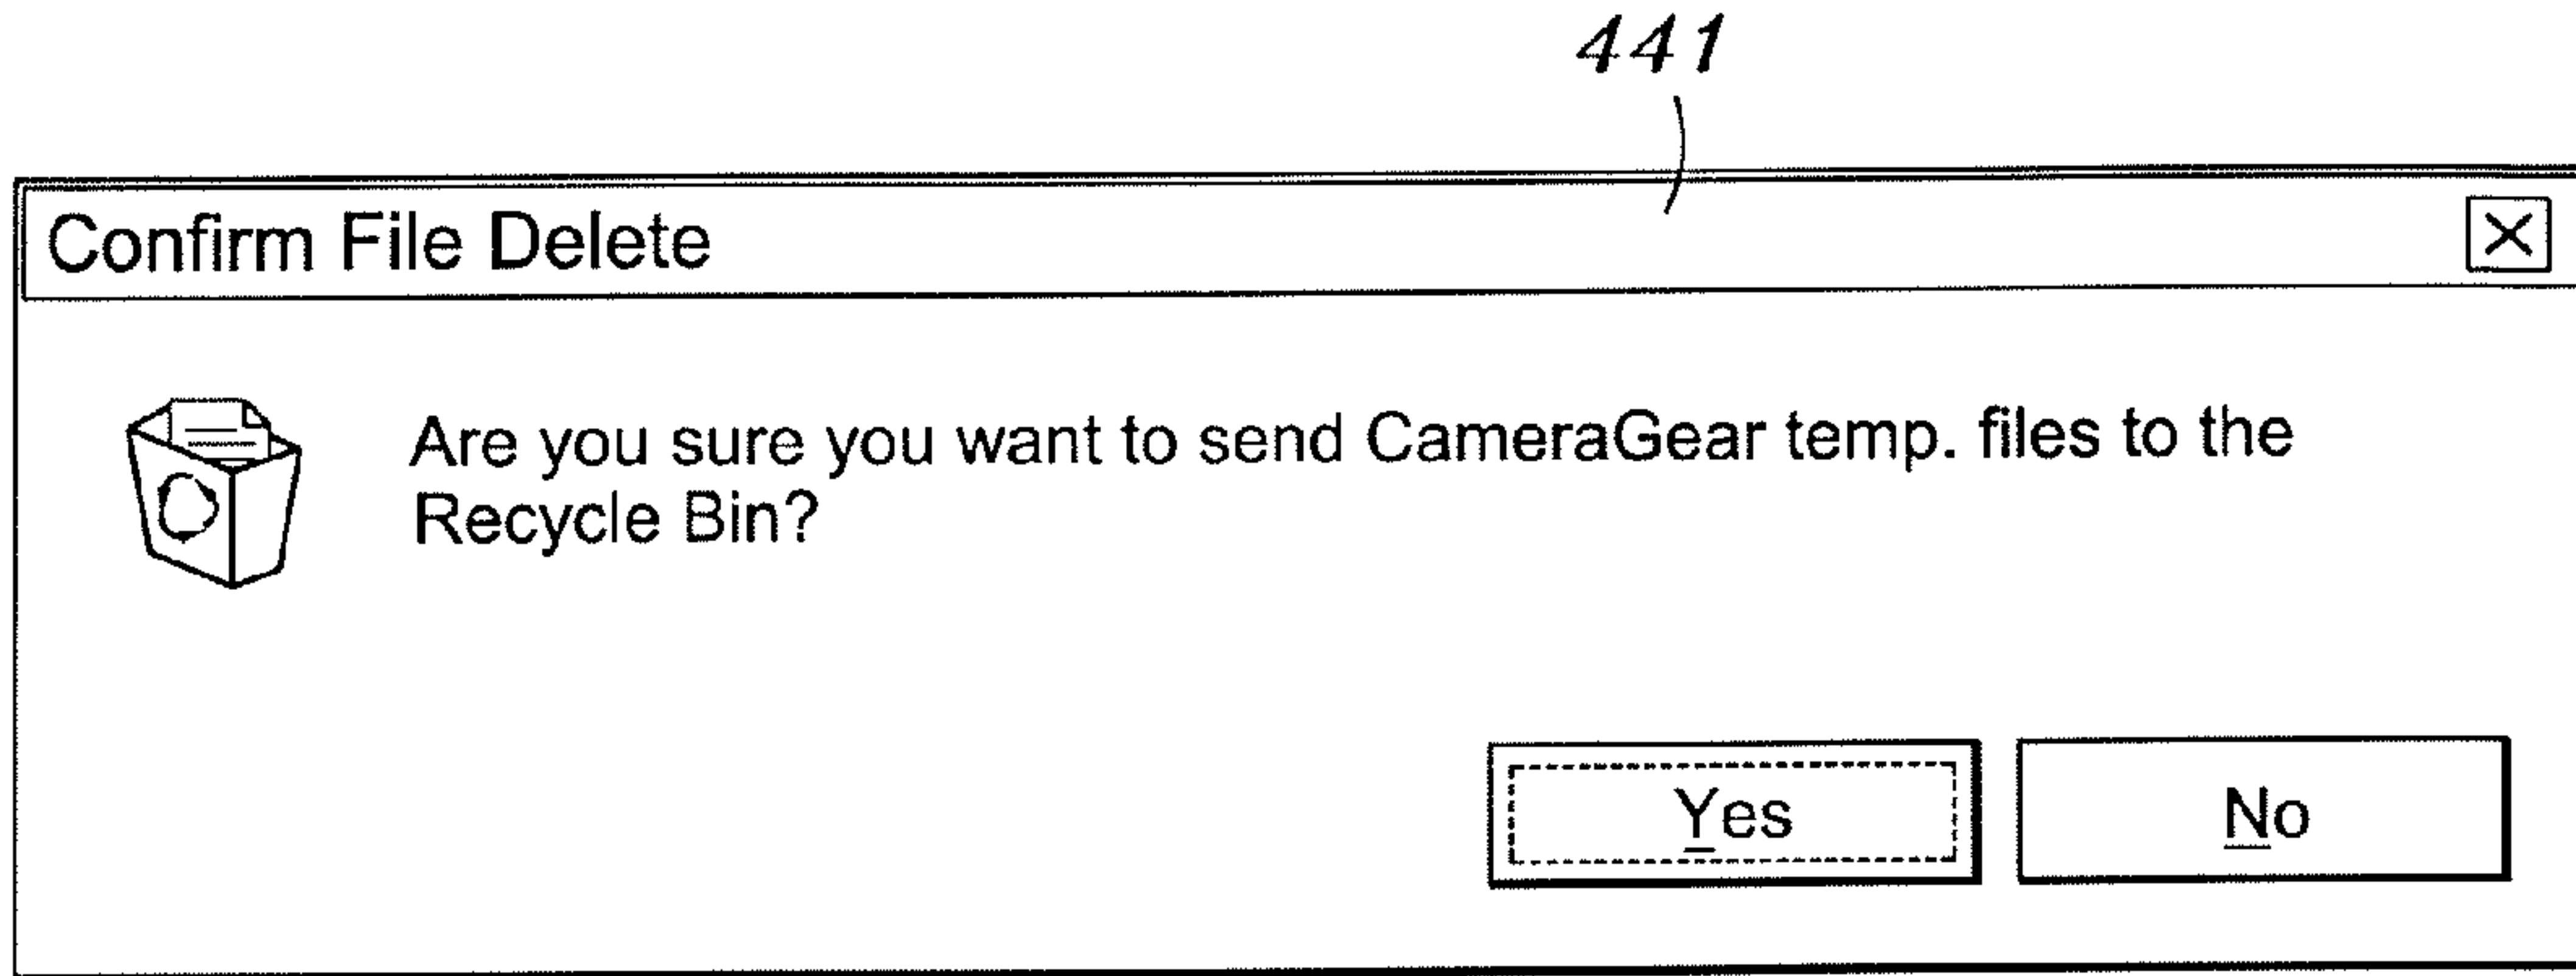 441
Confirm File Delete
Are you sure you want to send CameraGear temp. files to the
Recycle Bin?
Yes No